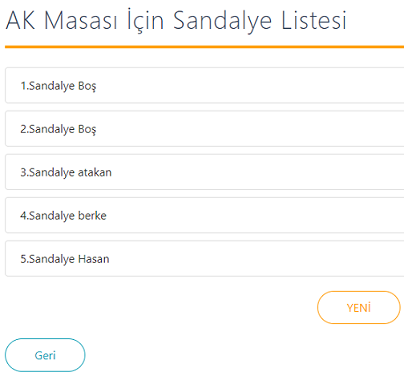 AK Masası İçin Sandalye Listesi
1.Sandalye Boş
2.Sandalye Boş
3.Sandalye atakan
4.Sandalye berke
5.Sandalye Hasan
YENİ
Geri